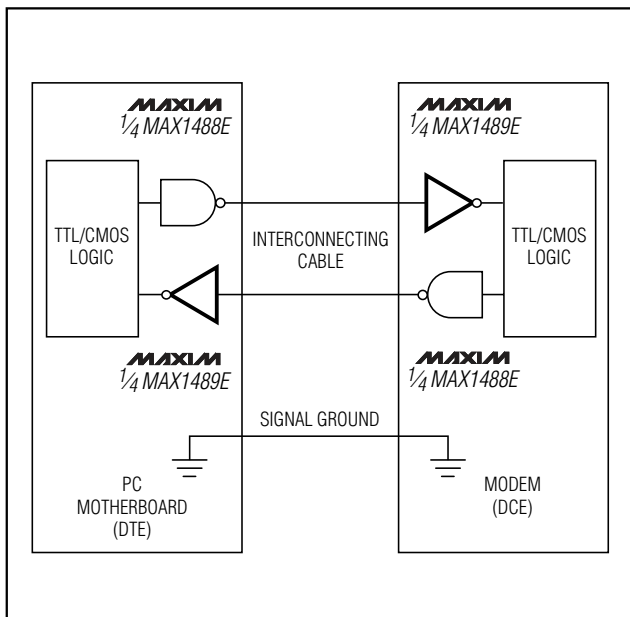 MAXIM
1/4 MAX1488E
MAXIM
1/4 MAX1489E
TTL/CMOS
LOGIC
INTERCONNECTING
CABLE
TTL/CMOS
LOGIC
MAXIM
1/4 MAX1489E
MAXIM
1/4 MAX1488E
SIGNAL GROUND
PC
MOTHERBOARD
(DTE)
MODEM
(DCE)